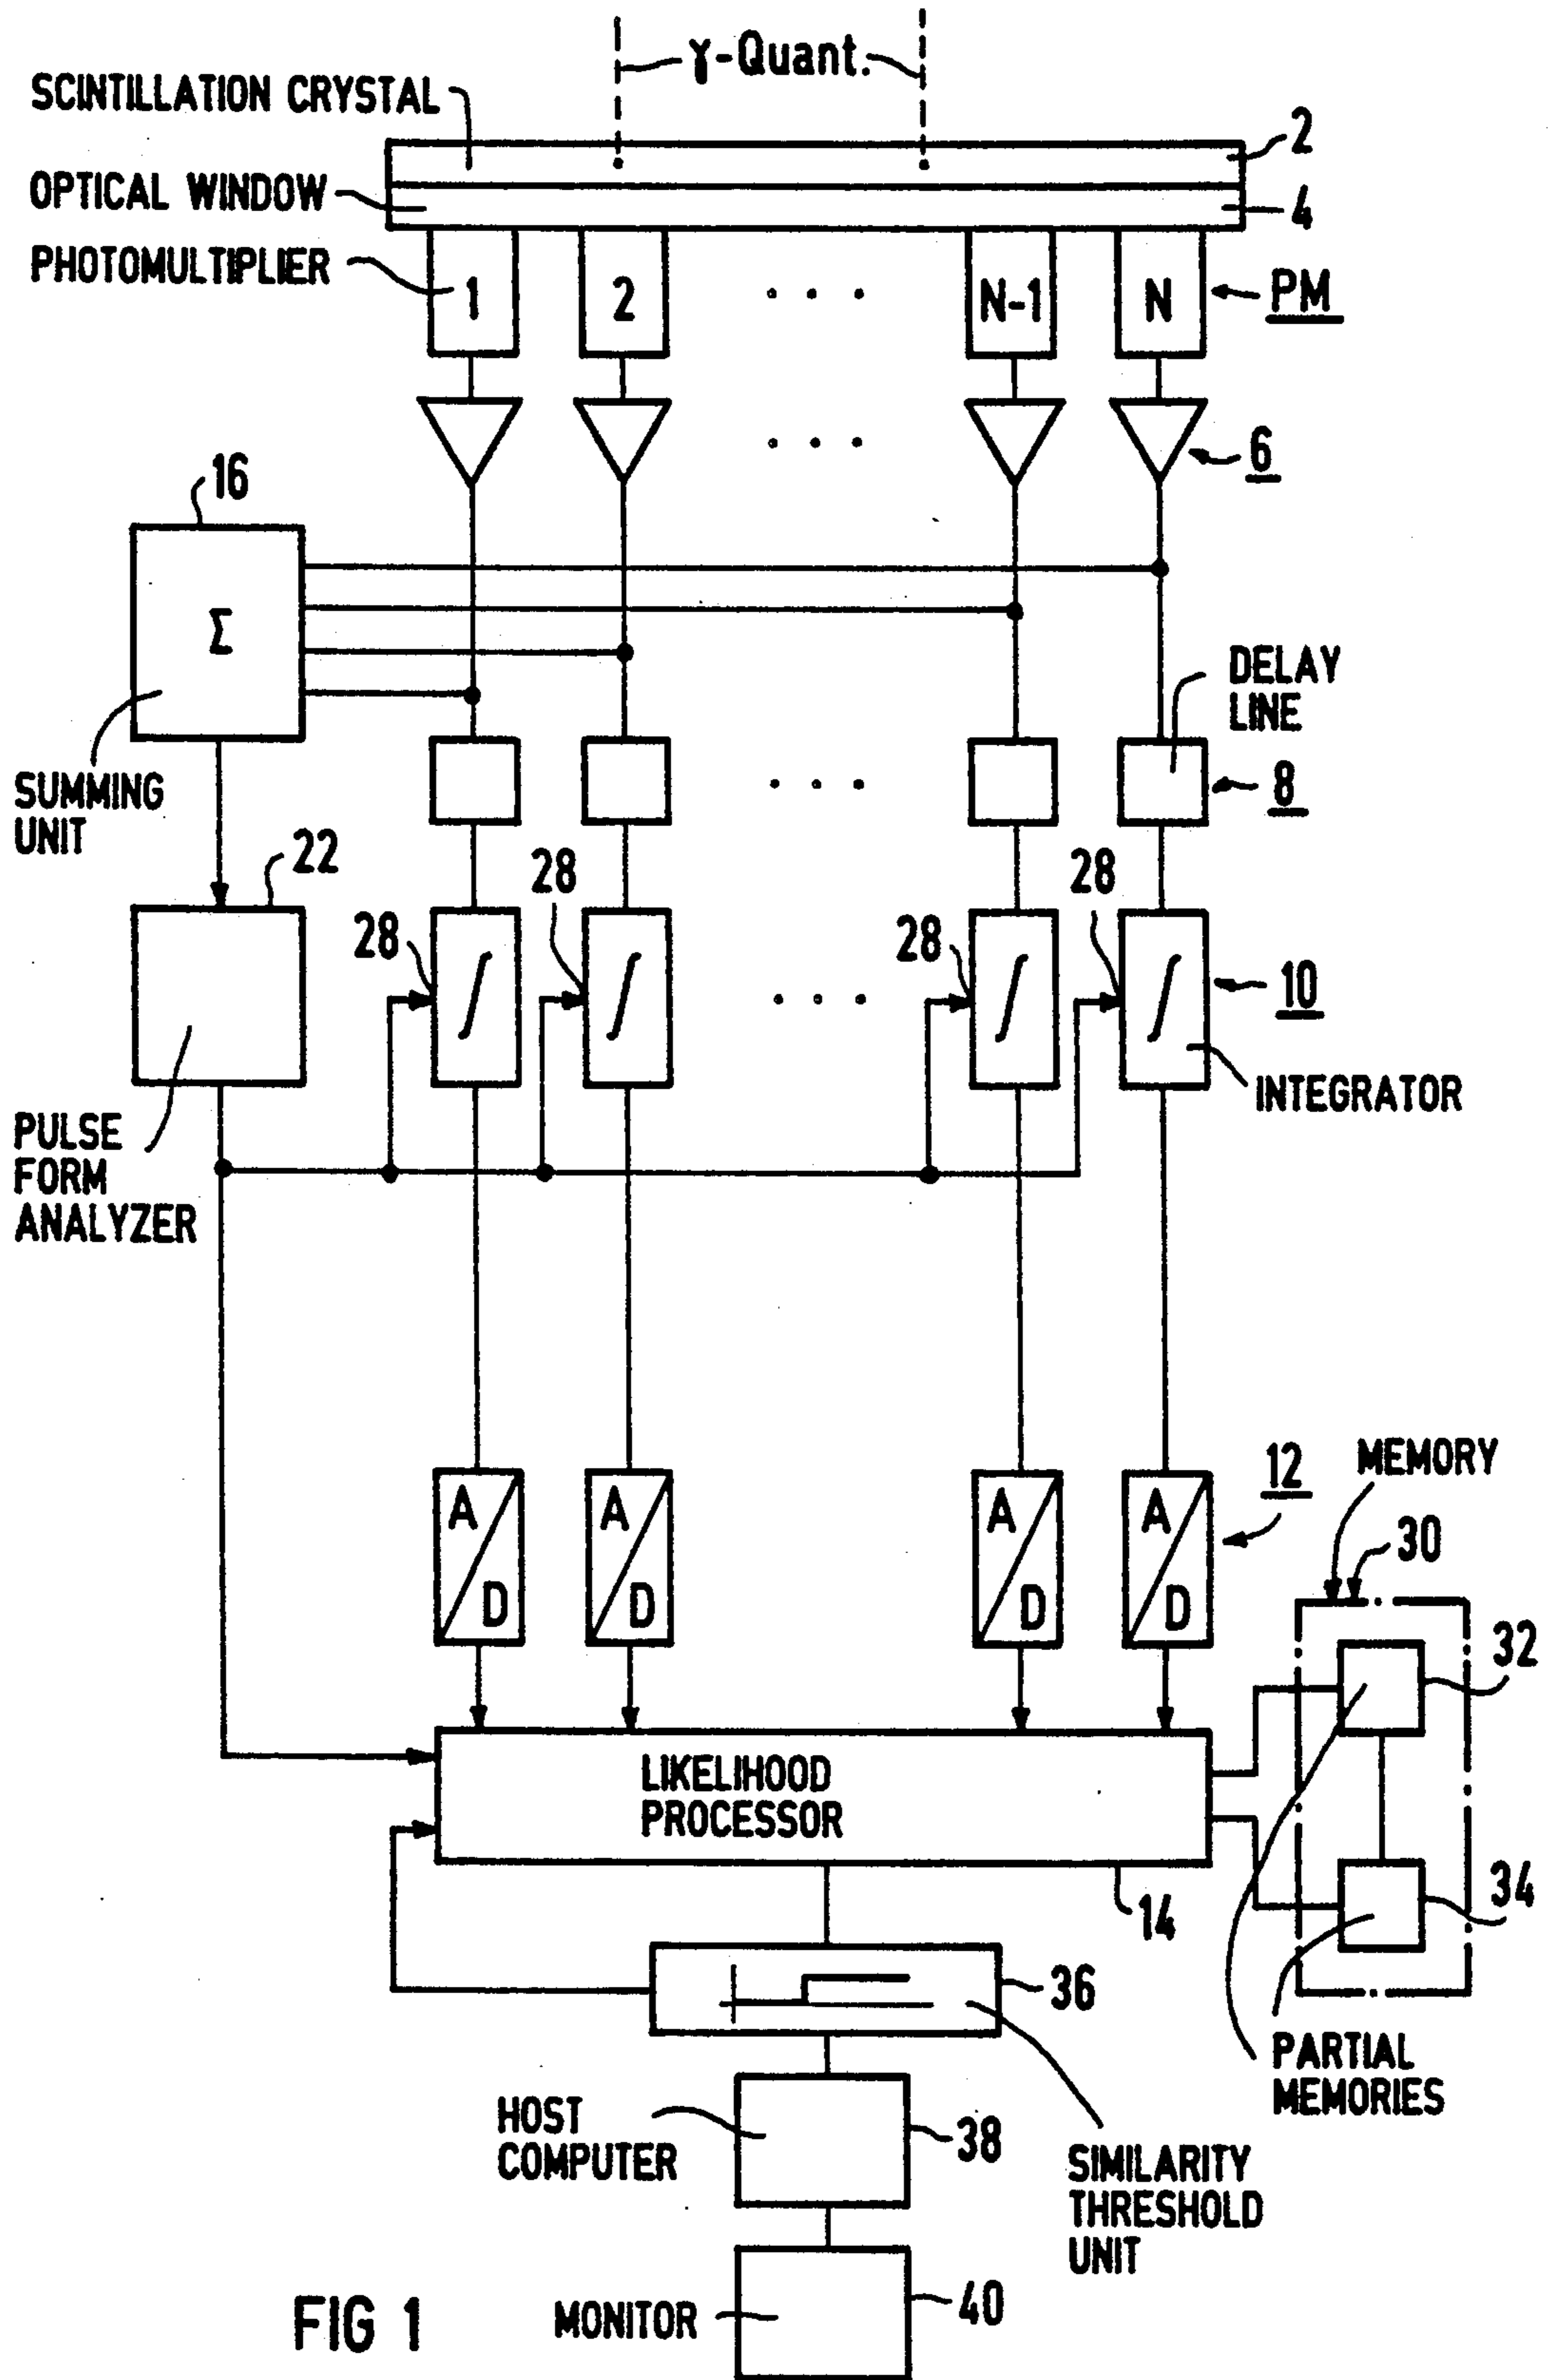 γ-Quant.
SCINTILLATION CRYSTAL
2
OPTICAL WINDOW
4
PHOTOMULTIPLIER
1
2
. . .
N-1
N
PM
. . .
6
16
Σ
DELAY
LINE
SUMMING
UNIT
. . .
8
22
28
28
28
28
∫
∫
. . .
∫
∫
10
INTEGRATOR
PULSE
FORM
ANALYZER
12
MEMORY
30
A
D
A
D
A
D
A
D
32
LIKELIHOOD
PROCESSOR
14
34
36
PARTIAL
MEMORIES
HOST
COMPUTER
38
SIMILARITY
THRESHOLD
UNIT
MONITOR
40
FIG 1